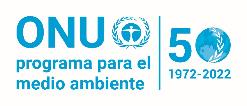 ONU
programa para el
medio ambiente
50
1972-2022